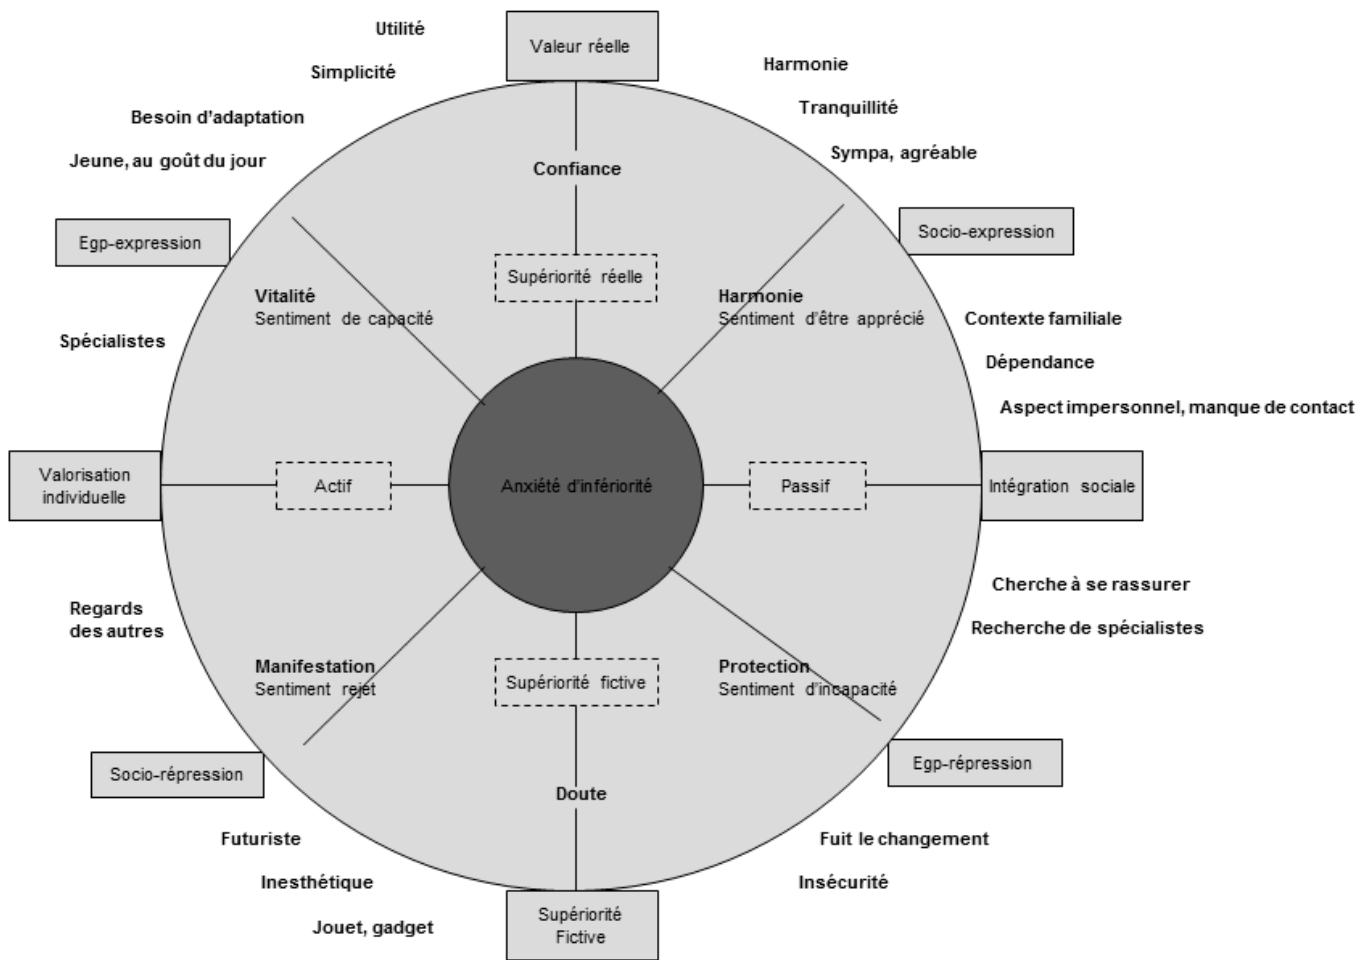 Utilité
Valeur réelle
Harmonie
Simplicité
Tranquillité
Besoin d'adaptation
Jeune, au goût du jour
Sympa, agréable
Confiance
Egp-expression
Socio-expression
Supériorité réelle
Vitalité
Sentiment de capacité
Harmonie
Sentiment d'être apprécié
Contexte familiale
Spécialistes
Dépendance
Aspect impersonnel, manque de contact
Valorisation
individuelle
Actif
Anxiété d'infériorité
Passif
Intégration sociale
Cherche à se rassurer
Regards
des autres
Recherche de spécialistes
Manifestation
Sentiment rejet
Supériorité fictive
Protection
Sentiment d'incapacité
Socio-répression
Egp-répression
Doute
Futuriste
Fuit le changement
Inesthétique
Insécurité
Jouet, gadget
Supériorité
Fictive